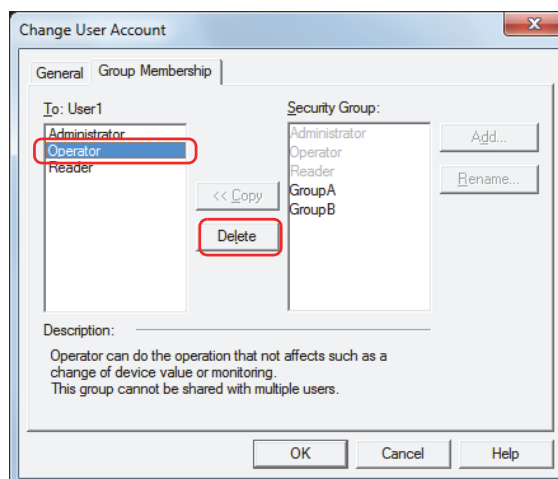 Change User Account
General
Group Membership
To: User1
Administrator
Operator
Reader
<< Copy
Delete
Security Group:
Administrator
Operator
Reader
GroupA
GroupB
Add...
Rename...
Description:
Operator can do the operation that not affects such as a
change of device value or monitoring.
This group cannot be shared with multiple users.
OK
Cancel
Help